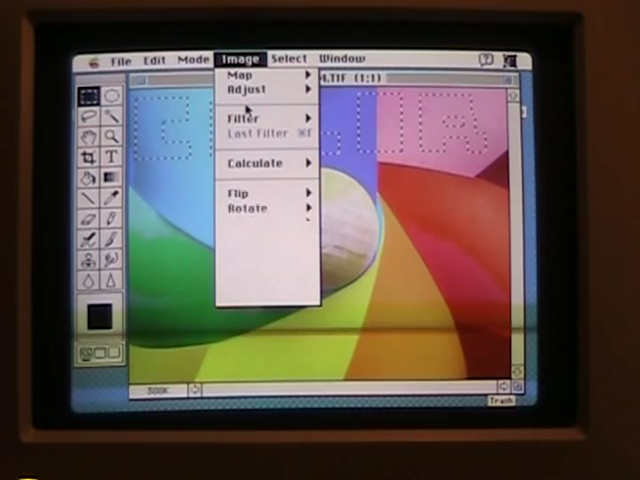 File Edit Mode Image Select Window
4.TIF (1:1)
Map
Adjust
Filter
Last Filter ⌘F
Calculate
Flip
Rotate
T
Trash